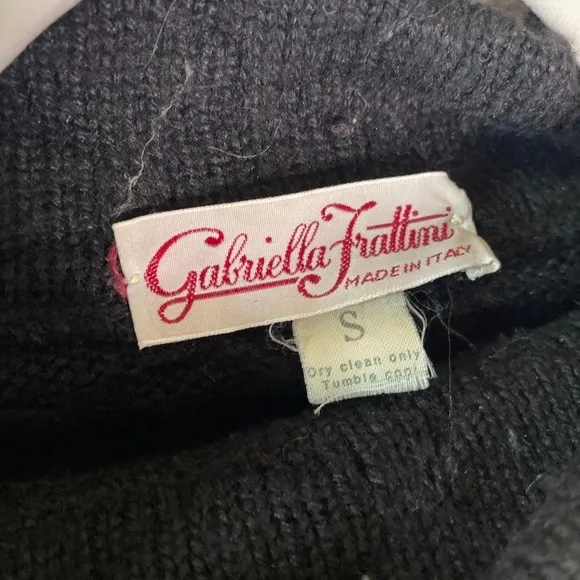 Gabriella Frattini
MADE IN ITALY
S
Dry clean only
Tumble cool